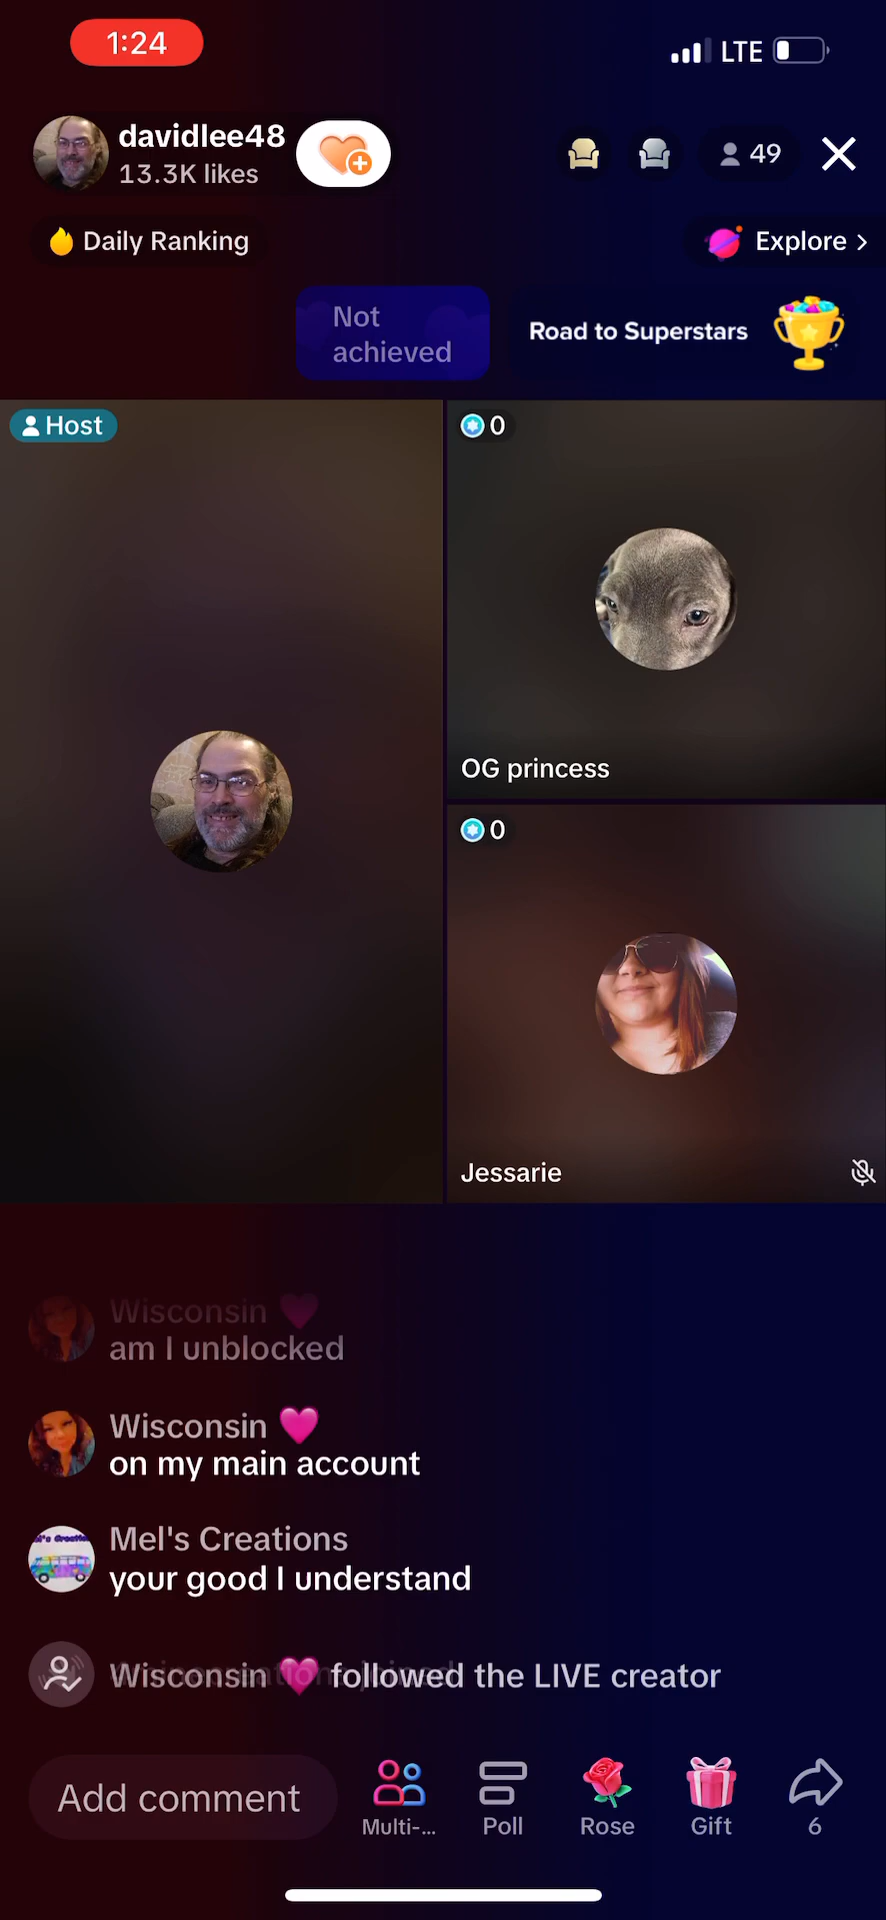 1:24
LTE
davidlee48
13.3K likes
49
Daily Ranking
Explore >
Not
achieved
Road to Superstars
Host
0
OG princess
0
Jessarie
Wisconsin 💗
am I unblocked
Wisconsin 💗
on my main account
Mel's Creations
your good I understand
Wisconsin 💗 followed the LIVE creator
Add comment
Multi-...
Poll
Rose
Gift
6